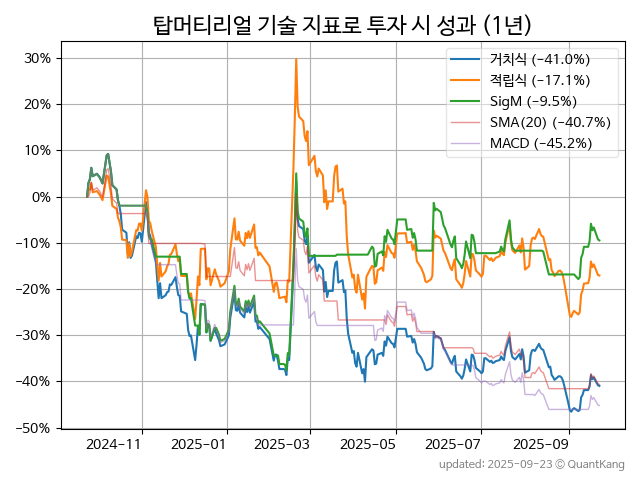 탑머티리얼 기술 지표로 투자 시 성과 (1년)
거치식 (−41.0%)
적립식 (−17.1%)
SigM (−9.5%)
SMA(20) (−40.7%)
MACD (−45.2%)
30%
20%
10%
0%
−10%
−20%
−30%
−40%
−50%
2024-11 2025-01 2025-03 2025-05 2025-07 2025-09
updated: 2025-09-23 © QuantKang